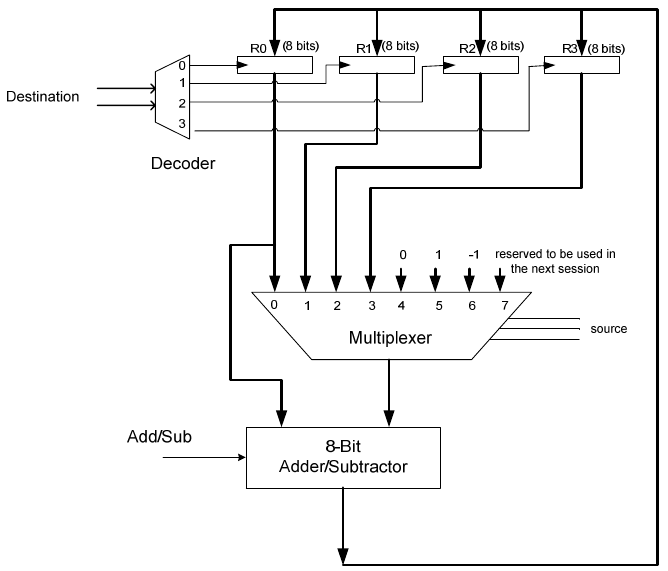 R0 (8 bits) R1 (8 bits) R2 (8 bits) R3 (8 bits)
0
1
2
3
Destination
Decoder
0 1 -1 reserved to be used in
the next session
0 1 2 3 4 5 6 7
Multiplexer
source
Add/Sub
8-Bit
Adder/Subtractor